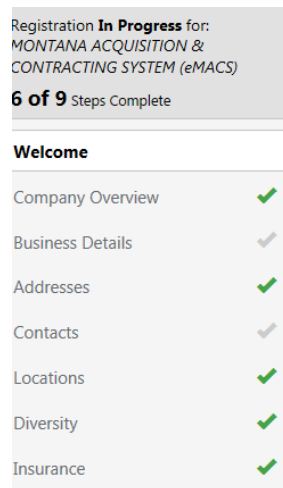 Registration In Progress for:
MONTANA ACQUISITION &
CONTRACTING SYSTEM (eMACS)
6 of 9 Steps Complete
Welcome
Company Overview
Business Details
Addresses
Contacts
Locations
Diversity
Insurance